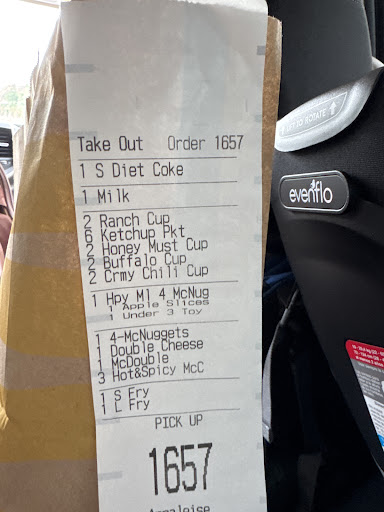 Take Out Order 1657
1 S Diet Coke
1 Milk
2 Ranch Cup
6 Ketchup Pkt
2 Honey Must Cup
5 Buffalo Cup
2 Crmy Chili Cup
1 Hpy Ml 4 McNug
1 Apple Slices
1 Under 3 Toy
1 4-McNuggets
1 Double Cheese
1 McDouble
3 Hot&Spicy McC
1 S Fry
1 L Fry
PICK UP
1657
evenflo
TO ROTATE